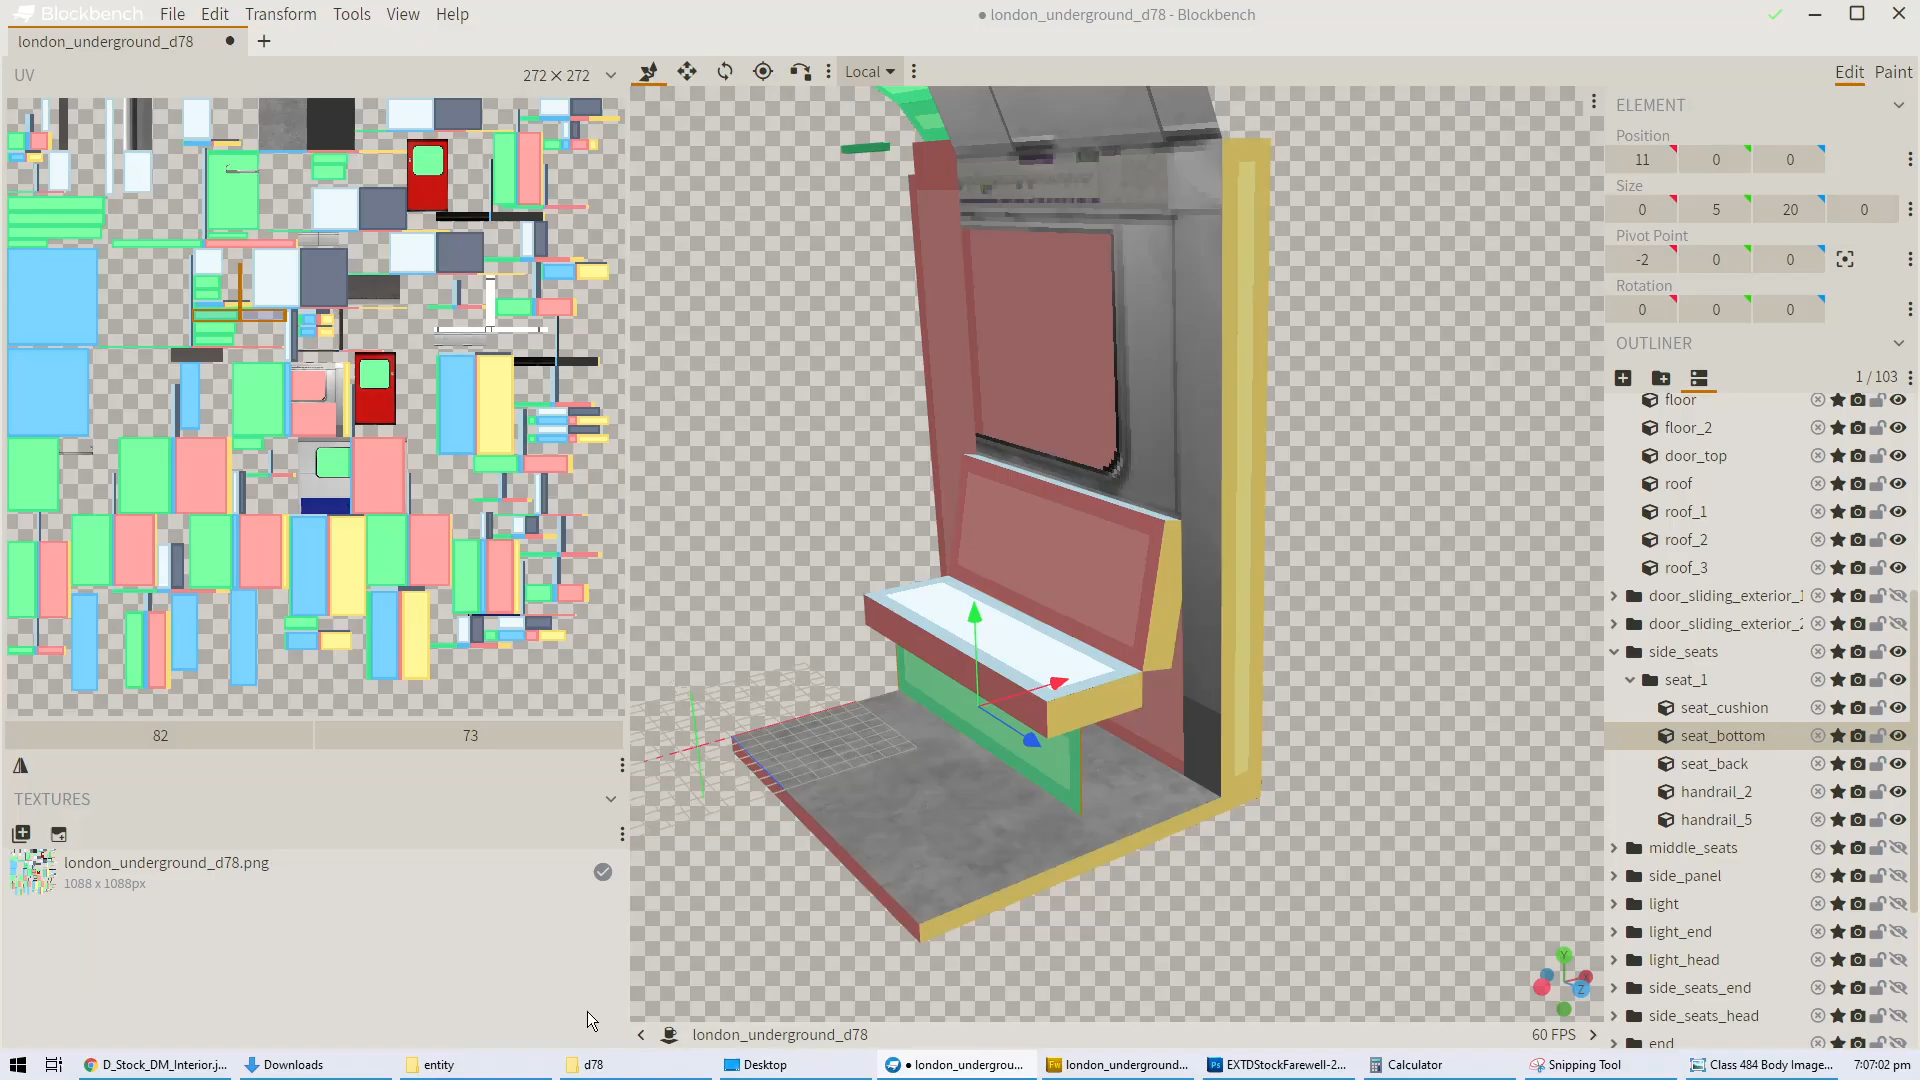 Blockbench File Edit Transform Tools View Help
● london_underground_d78 - Blockbench
london_underground_d78
UV
272 × 272
Local
Edit Paint
ELEMENT
Position
11 0 0
Size
0 5 20 0
Pivot Point
-2 0 0
Rotation
0 0 0
OUTLINER
1 / 103
floor
floor_2
door_top
roof
roof_1
roof_2
roof_3
door_sliding_exterior_1
door_sliding_exterior_2
side_seats
seat_1
seat_cushion
seat_bottom
seat_back
handrail_2
handrail_5
middle_seats
side_panel
light
light_end
light_head
side_seats_end
side_seats_head
end
82 73
TEXTURES
london_underground_d78.png
1088 x 1088px
Y
Z
london_underground_d78
60 FPS
D_Stock_DM_Interior.j...
Downloads
entity
d78
Desktop
● london_undergrou...
london_underground...
EXTDStockFarewell-2...
Calculator
Snipping Tool
Class 484 Body Image...
7:07:02 pm